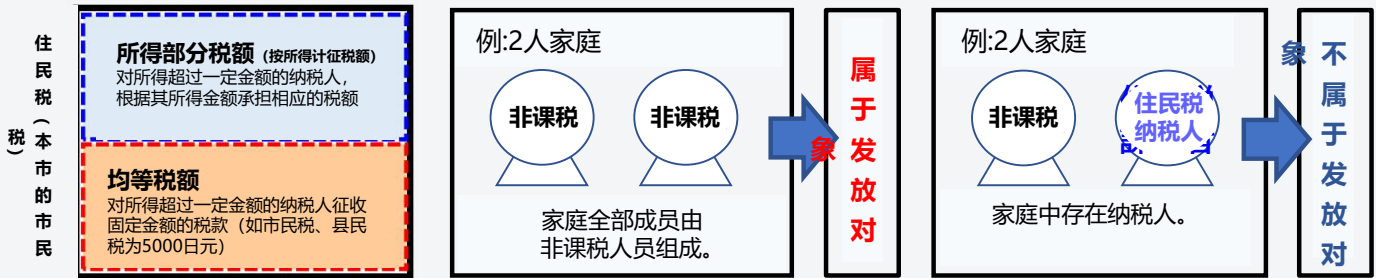 住民税(本市的市民税)
所得部分税额 (按所得计征税额)
对所得超过一定金额的纳税人，
根据其所得金额承担相应的税额
均等税额
对所得超过一定金额的纳税人征收
固定金额的税款（如市民税、县民
税为5000日元）
例:2人家庭
非课税
非课税
家庭全部成员由
非课税人员组成。
属于发放对象
例:2人家庭
非课税
住民税
纳税人
家庭中存在纳税人。
不属于发放对象